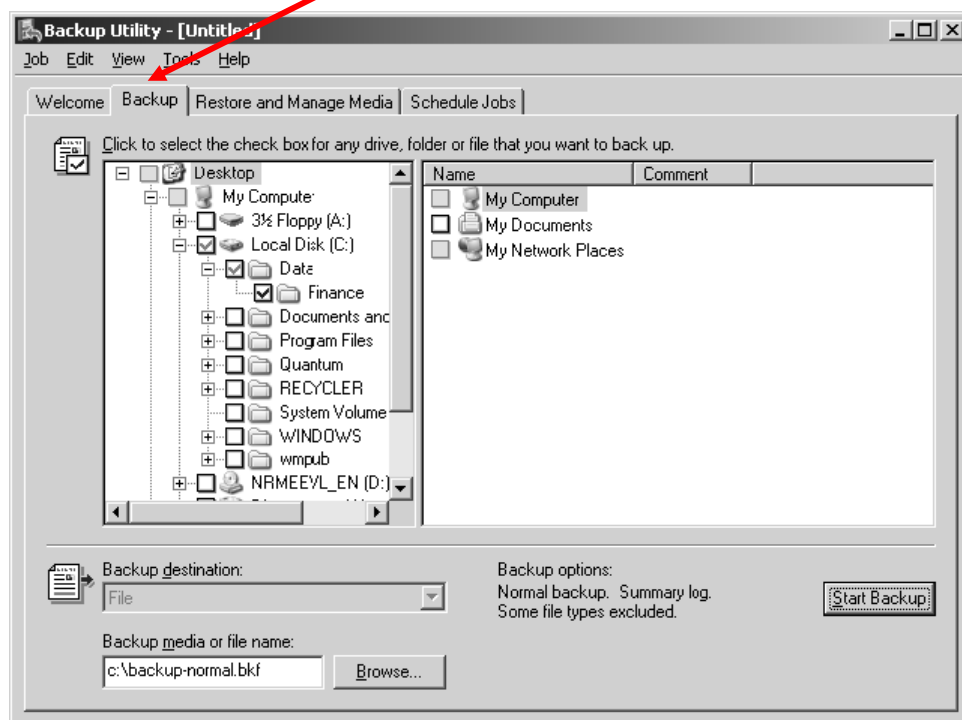 Backup Utility - [Untitled]
Job Edit View Tools Help
Welcome Backup Restore and Manage Media Schedule Jobs
Click to select the check box for any drive, folder or file that you want to back up.
Desktop
My Computer
3½ Floppy (A:)
Local Disk (C:)
Data
Finance
Documents and
Program Files
Quantum
RECYCLER
System Volume
WINDOWS
wmpub
NRMEEVL_EN (D:)
Name Comment
My Computer
My Documents
My Network Places
Backup destination:
File
Backup media or file name:
c:\backup-normal.bkf
Browse...
Backup options:
Normal backup. Summary log.
Some file types excluded.
Start Backup